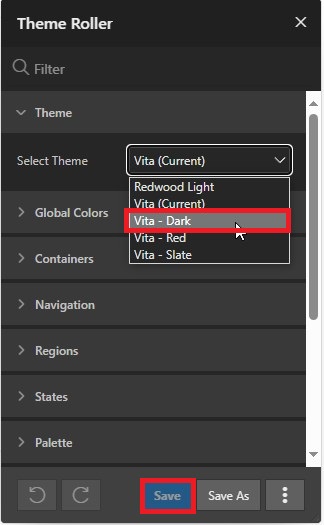 Theme Roller
Filter
Theme
Select Theme
Vita (Current)
Redwood Light
Vita (Current)
Vita - Dark
Vita - Red
Vita - Slate
Global Colors
Containers
Navigation
Regions
States
Palette
Save
Save As